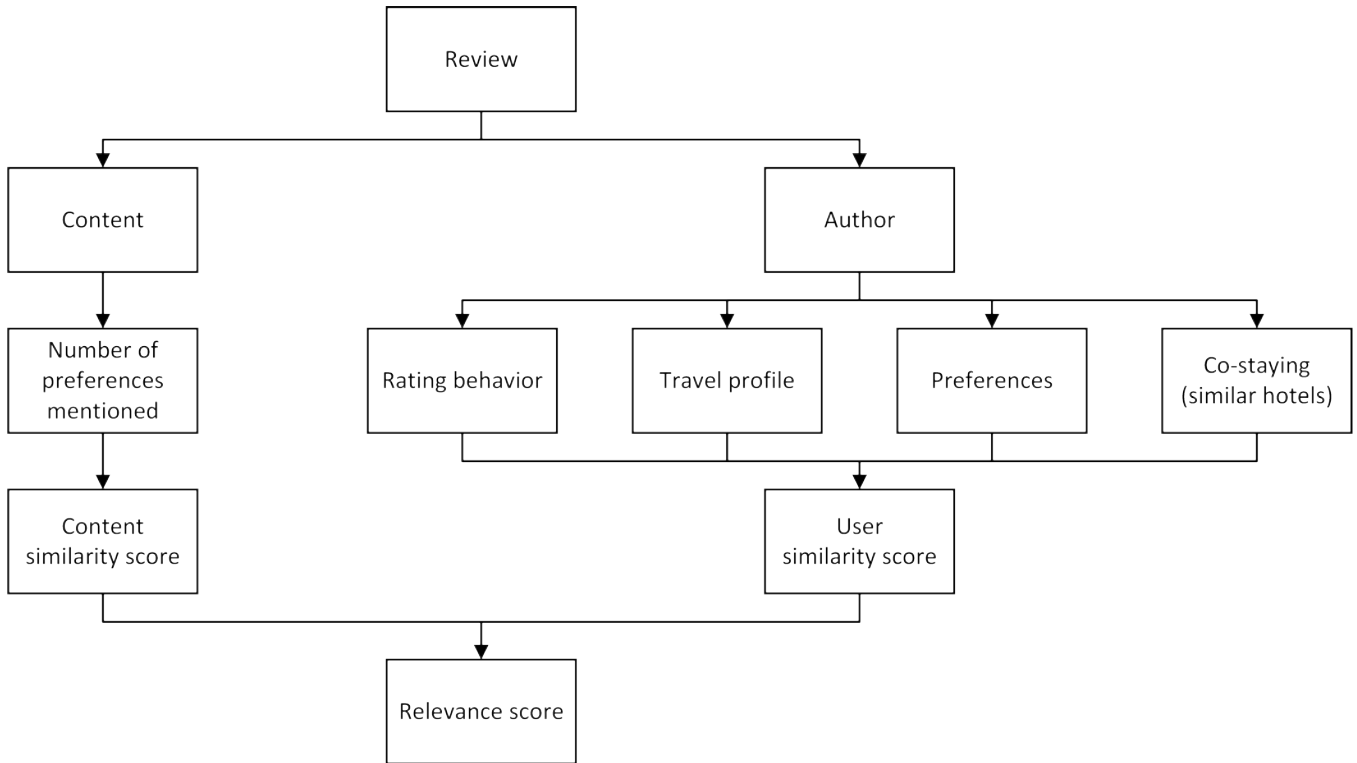 Review
Content
Author
Number of
preferences
mentioned
Rating behavior
Travel profile
Preferences
Co-staying
(similar hotels)
Content
similarity score
User
similarity score
Relevance score